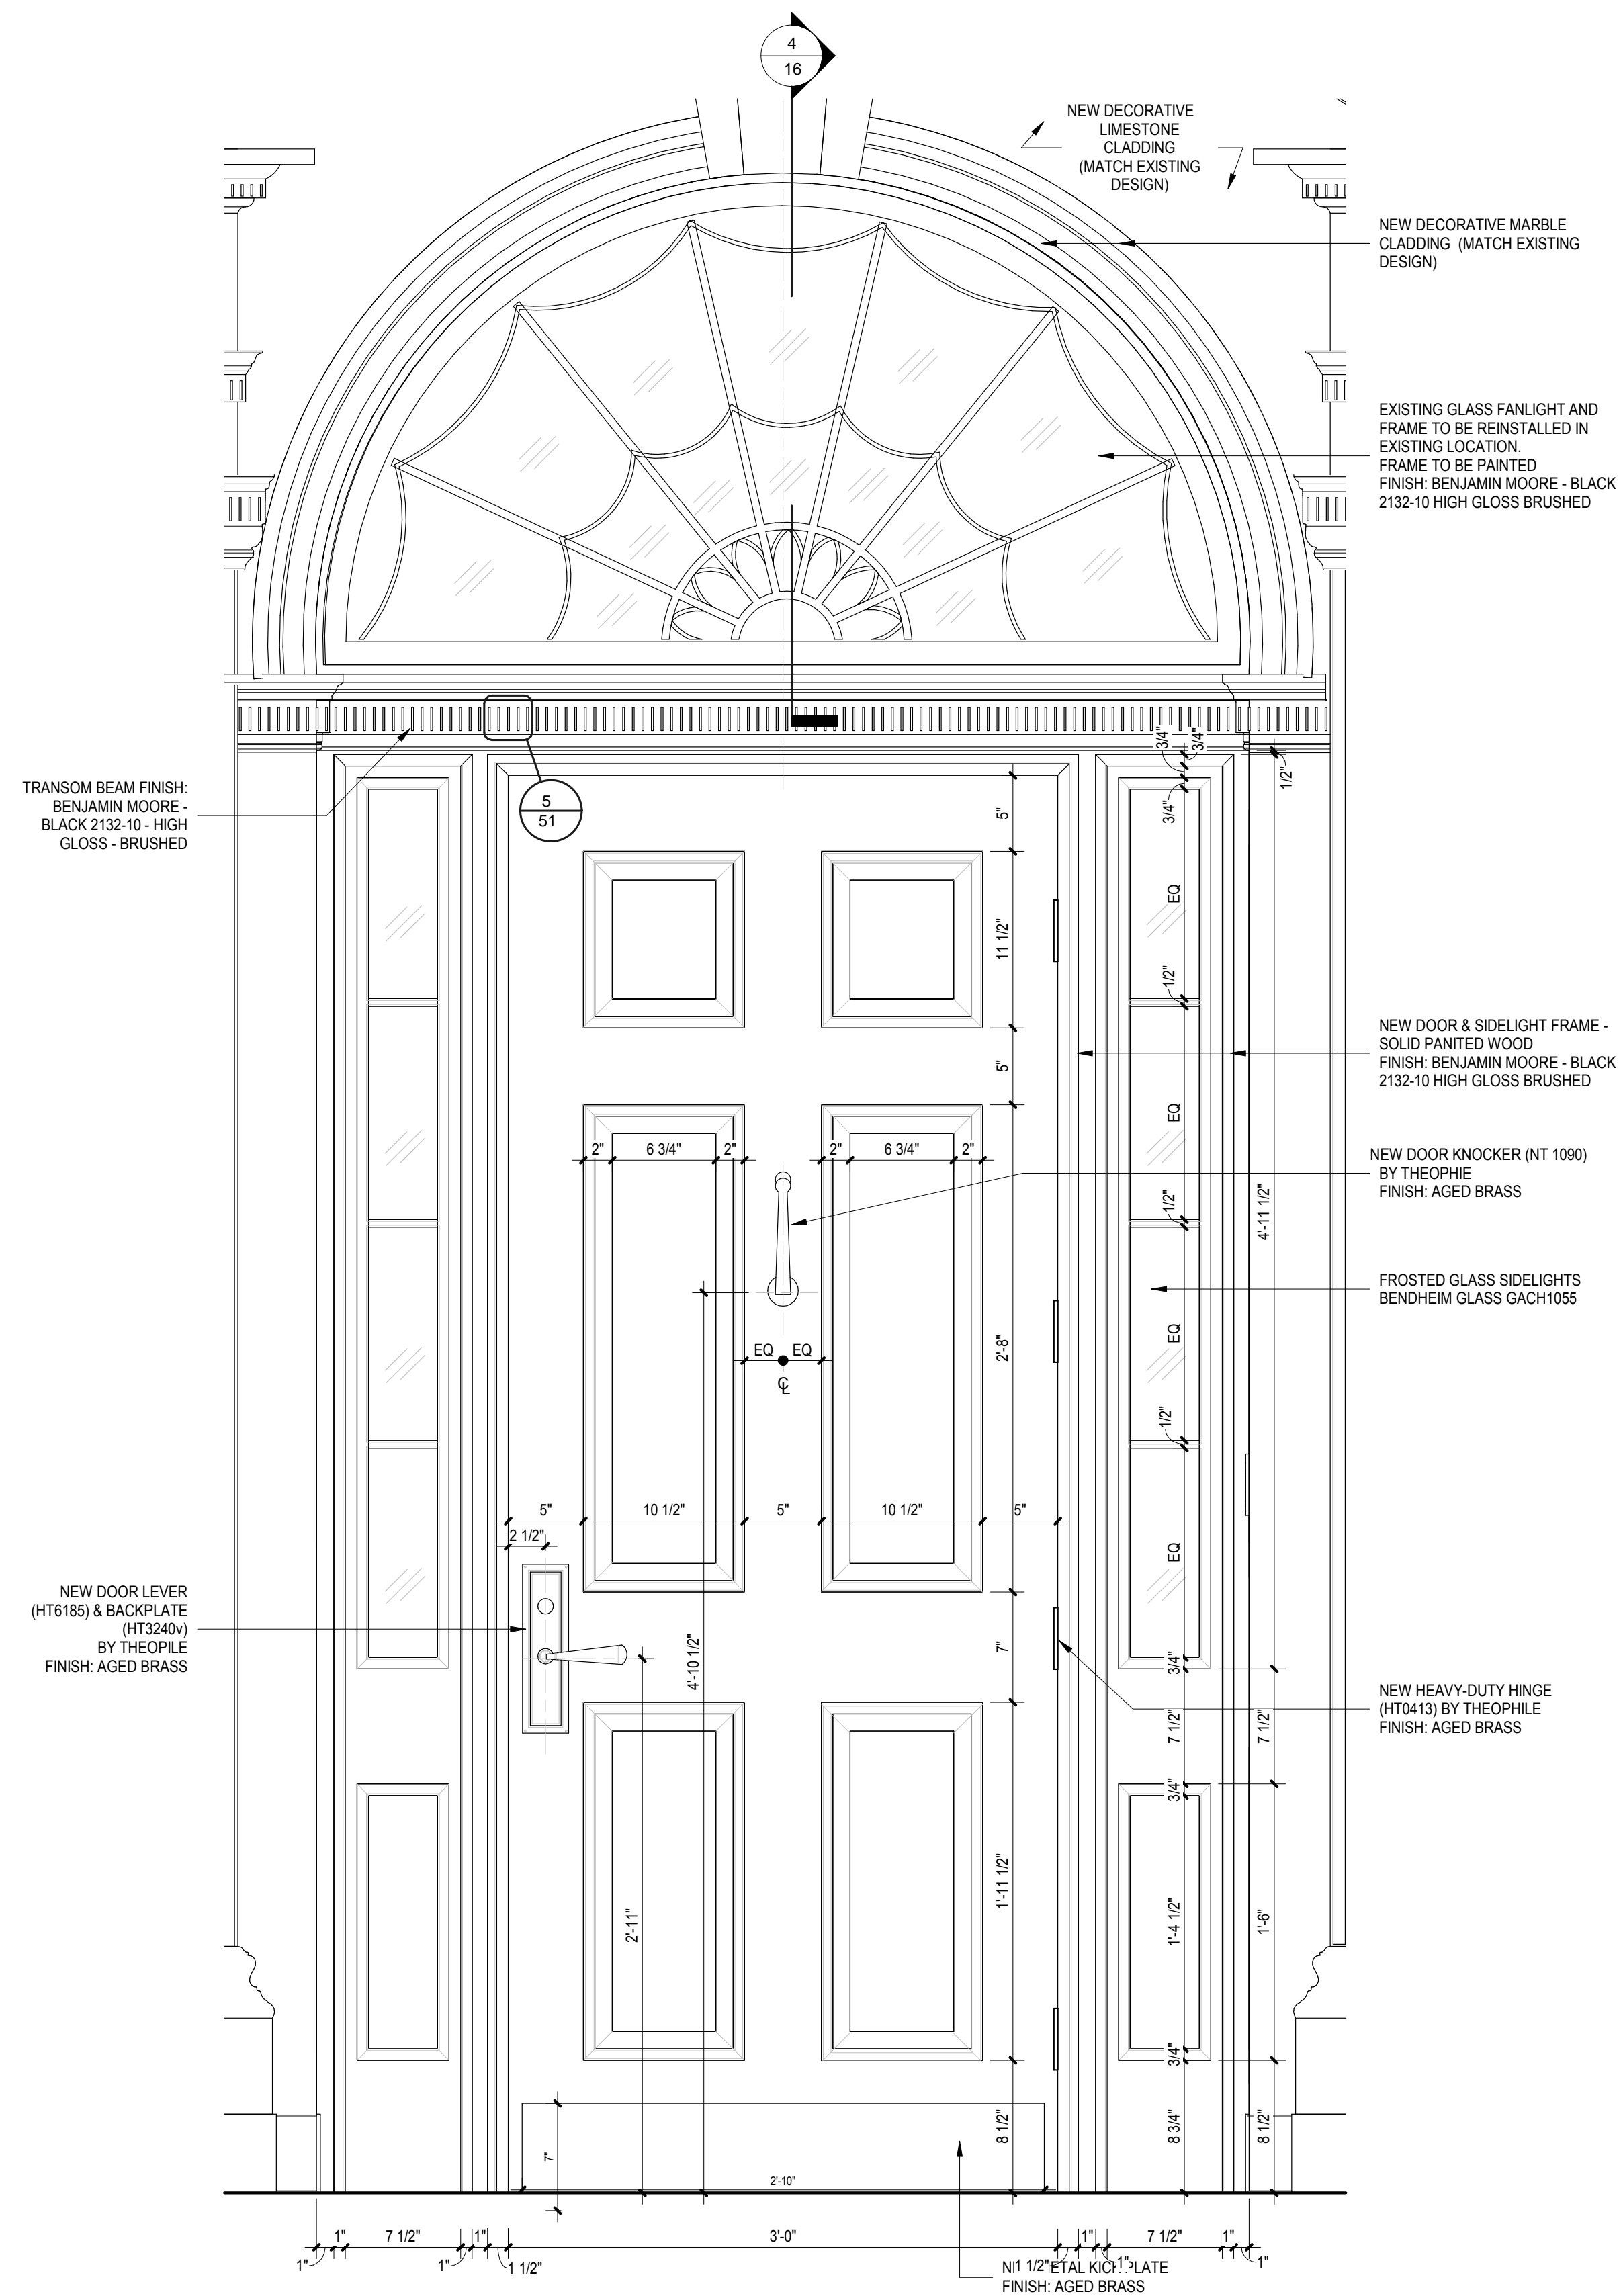 4
16
NEW DECORATIVE
LIMESTONE
CLADDING
(MATCH EXISTING
DESIGN)
NEW DECORATIVE MARBLE
CLADDING (MATCH EXISTING
DESIGN)
EXISTING GLASS FANLIGHT AND
FRAME TO BE REINSTALLED IN
EXISTING LOCATION.
FRAME TO BE PAINTED
FINISH: BENJAMIN MOORE - BLACK
2132-10 HIGH GLOSS BRUSHED
TRANSOM BEAM FINISH:
BENJAMIN MOORE -
BLACK 2132-10 - HIGH
GLOSS - BRUSHED
5
51
3/4"
3/4"
1/2"
3/4"
5"
EQ
11 1/2"
1/2"
NEW DOOR & SIDELIGHT FRAME -
SOLID PANITED WOOD
FINISH: BENJAMIN MOORE - BLACK
2132-10 HIGH GLOSS BRUSHED
5"
EQ
2" 6 3/4" 2" 2" 6 3/4" 2"
NEW DOOR KNOCKER (NT 1090)
BY THEOPHIE
FINISH: AGED BRASS
1/2"
4'-11 1/2"
FROSTED GLASS SIDELIGHTS
BENDHEIM GLASS GACH1055
EQ EQ
CL
2'-8"
EQ
1/2"
5" 10 1/2" 5" 10 1/2" 5"
2 1/2"
EQ
NEW DOOR LEVER
(HT6185) & BACKPLATE
(HT3240v)
BY THEOPILE
FINISH: AGED BRASS
4'-10 1/2"
7"
3/4"
7 1/2"
7 1/2"
NEW HEAVY-DUTY HINGE
(HT0413) BY THEOPHILE
FINISH: AGED BRASS
3/4"
2'-11"
1'-11 1/2"
1'-4 1/2"
1'-6"
3/4"
8 1/2"
8 3/4"
8 1/2"
7"
2'-10"
1" 7 1/2" 1" 3'-0" 1" 7 1/2" 1"
1" 1" 1 1/2" 1 1/2" 1" 1"
PLATE
FINISH: AGED BRASS